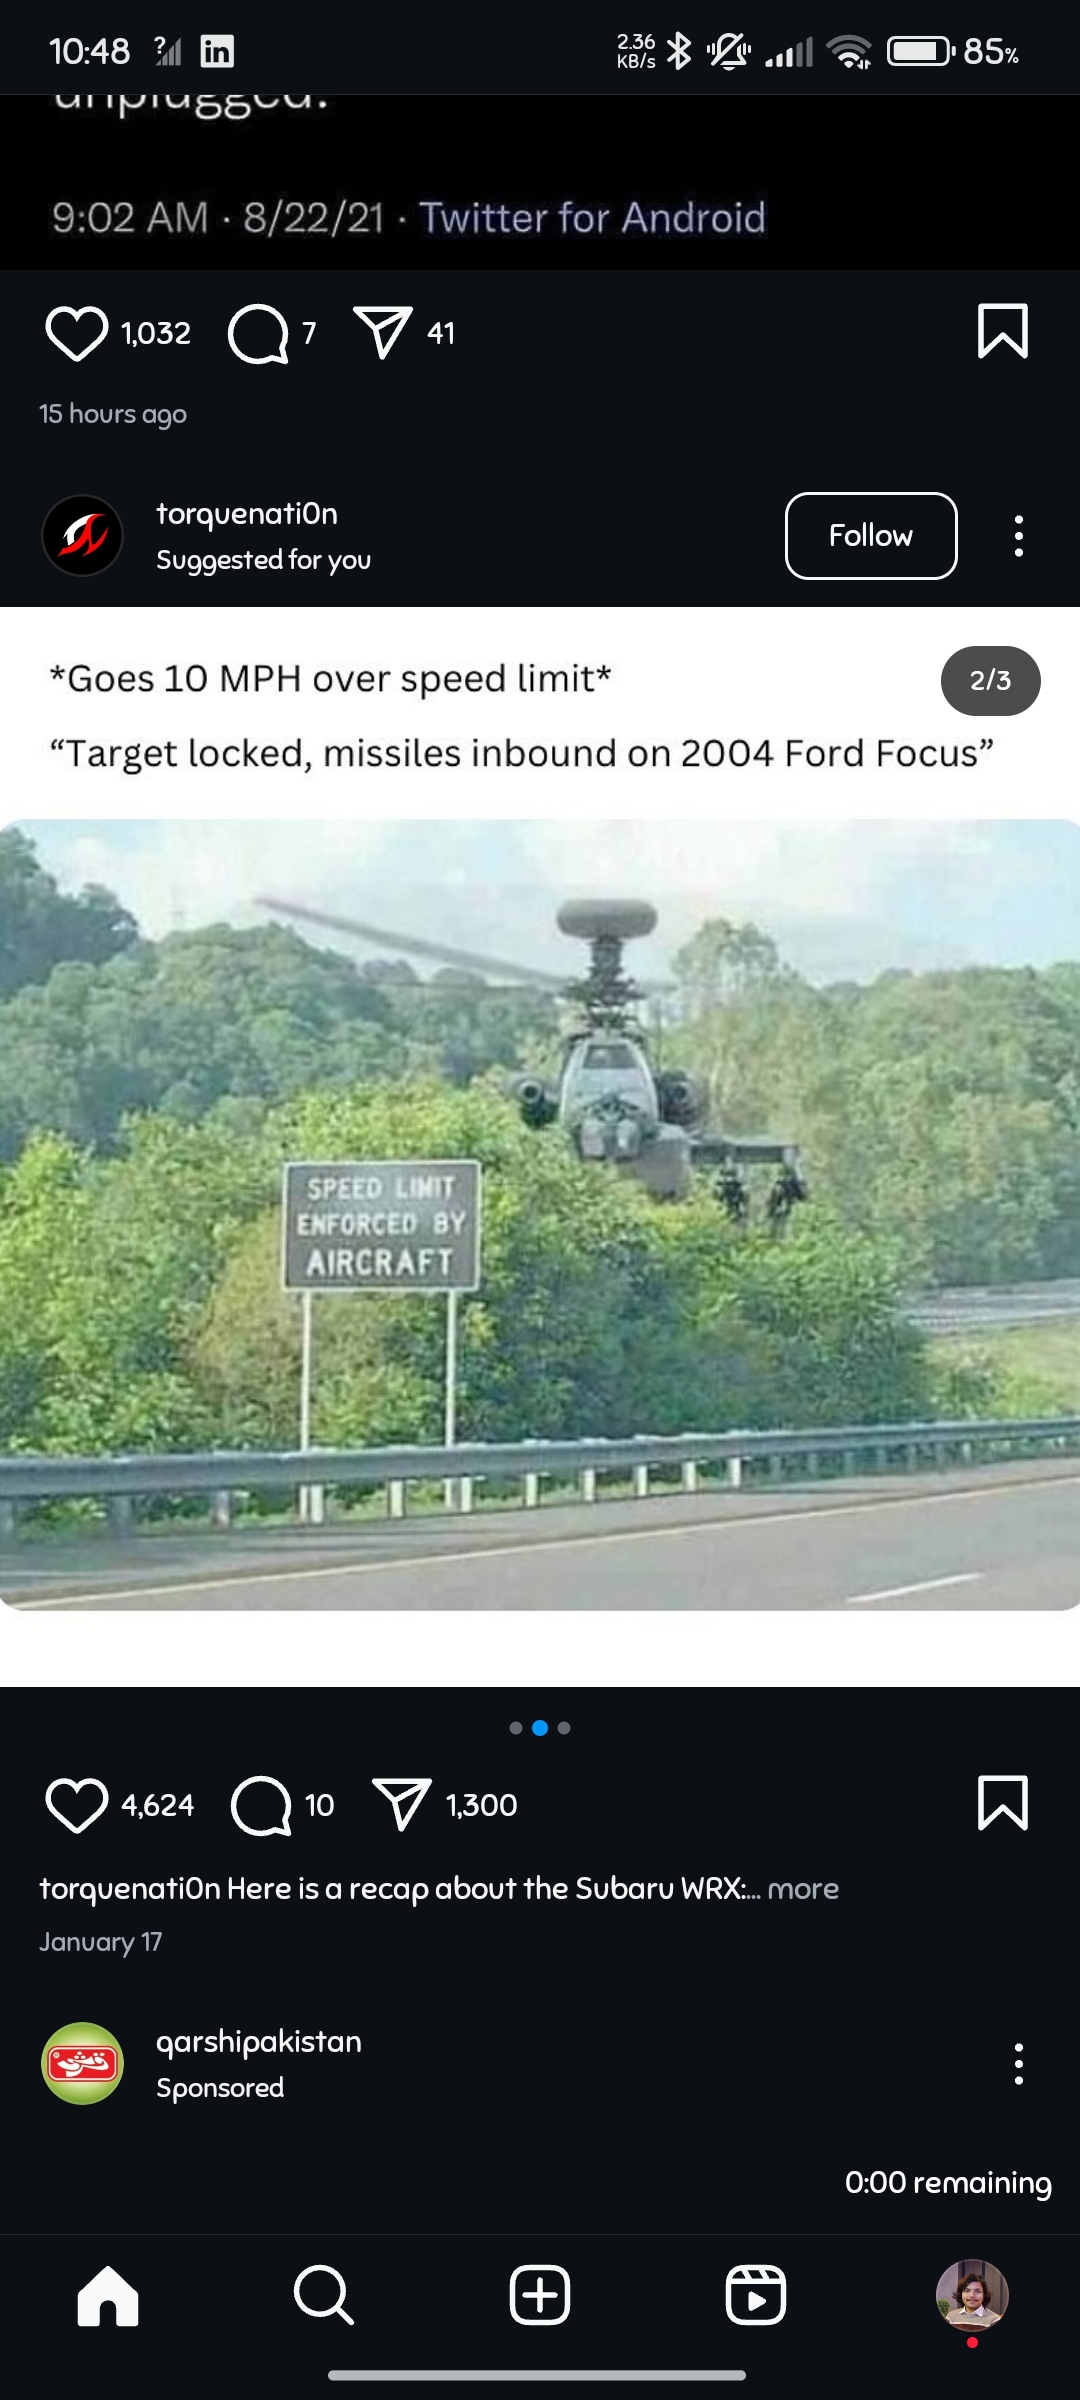 10:48
2.36
KB/s
85%
unplugged.
9:02 AM · 8/22/21 · Twitter for Android
1,032
7
41
15 hours ago
torquenati0n
Suggested for you
Follow
*Goes 10 MPH over speed limit*
2/3
“Target locked, missiles inbound on 2004 Ford Focus”
SPEED LIMIT
ENFORCED BY
AIRCRAFT
4,624
10
1,300
torquenati0n Here is a recap about the Subaru WRX:... more
January 17
qarshipakistan
قرشی
Sponsored
0:00 remaining